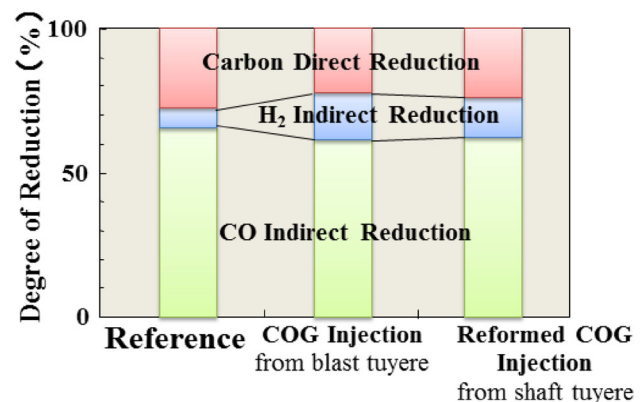 Degree of Reduction (%)
100
50
0
Carbon Direct Reduction
H₂ Indirect Reduction
CO Indirect Reduction
Reference
COG Injection
from blast tuyere
Reformed COG
Injection
from shaft tuyere